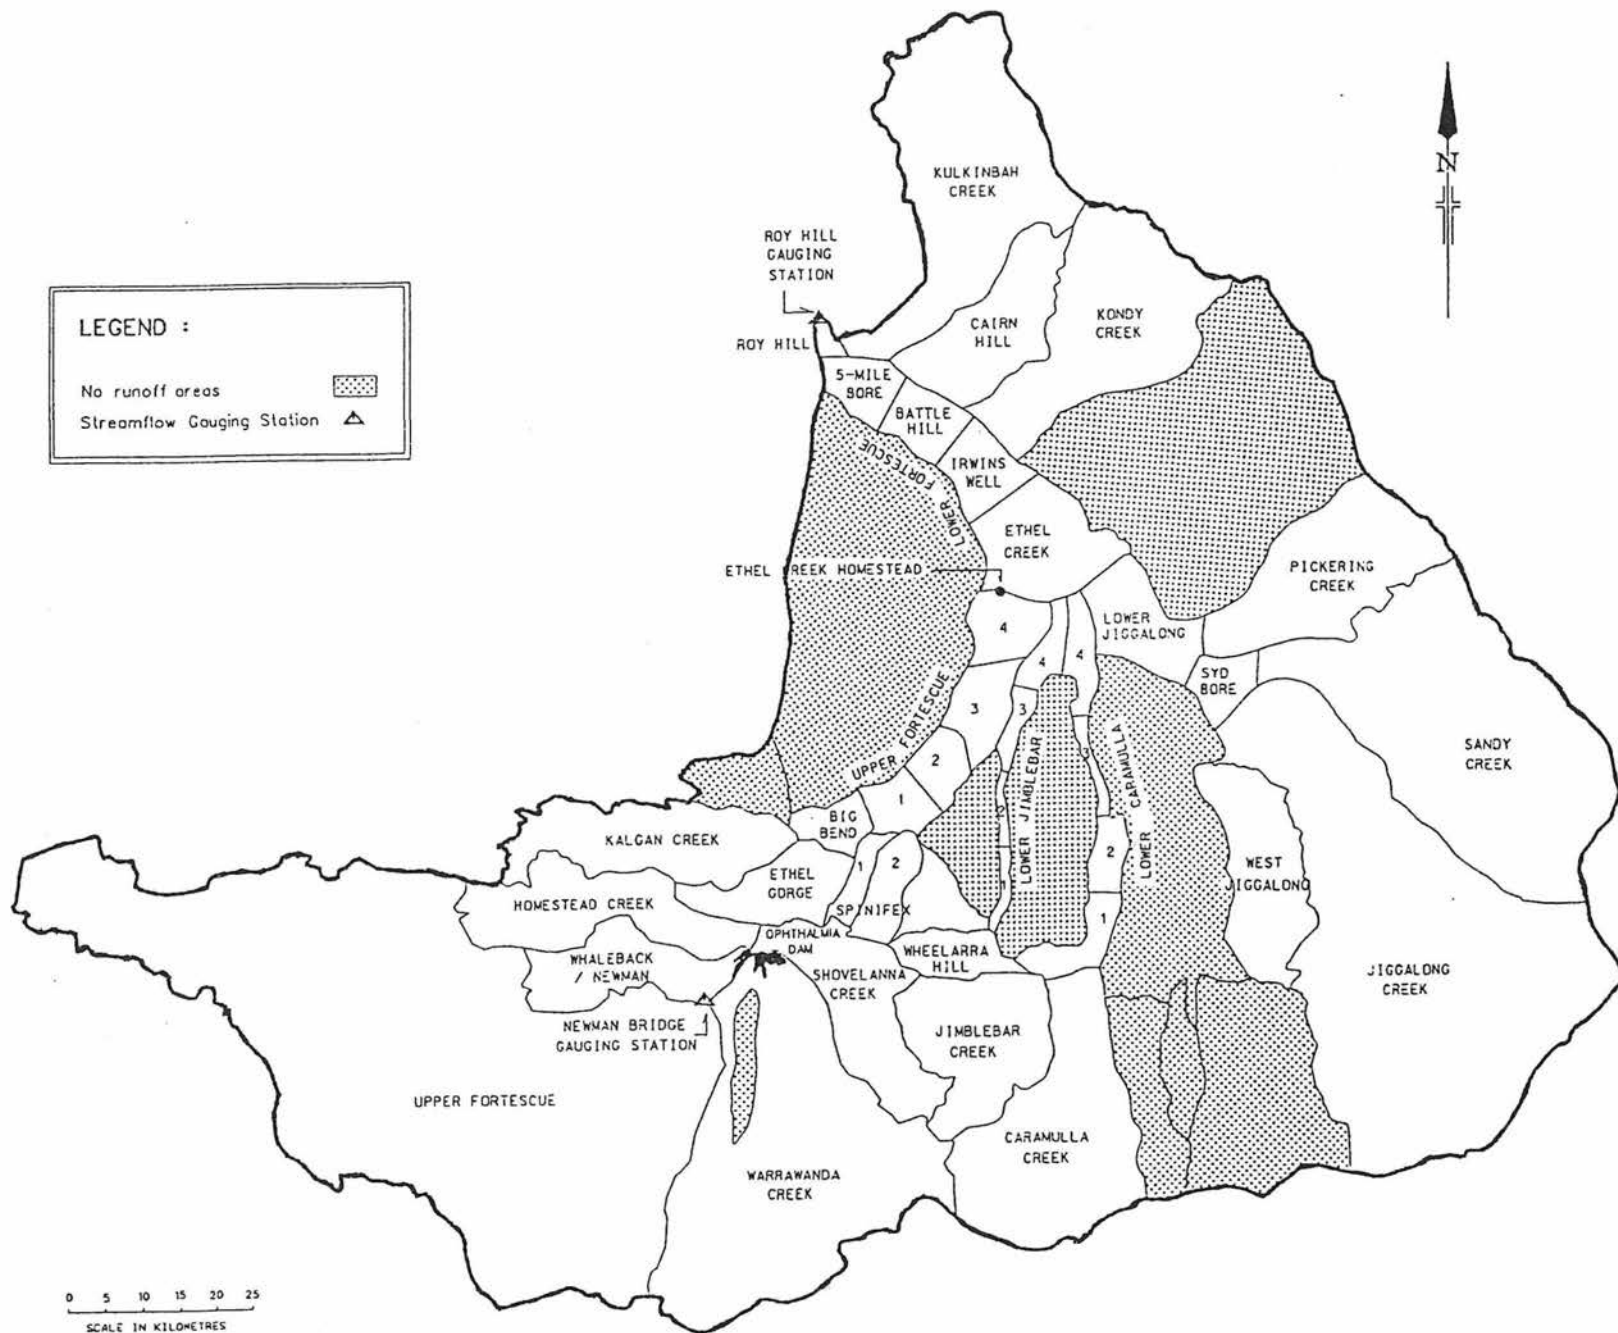 KULKINBAH
CREEK
N
ROY HILL
GAUGING
STATION
LEGEND :
No runoff areas
Streamflow Gauging Station
ROY HILL
CAIRN
HILL
KONDY
CREEK
5-MILE
BORE
BATTLE
HILL
IRWINS
WELL
LOWER FORTESCUE
ETHEL
CREEK
ETHEL CREEK HOMESTEAD
PICKERING
CREEK
LOWER
JIGGALONG
4
4
4
SYD
BORE
UPPER FORTESCUE
3
3
3
2
1
2
SANDY
CREEK
LOWER JIMBLEBAR
LOWER CARAMULLA
BIG
BEND
KALGAN CREEK
ETHEL
GORGE
1
2
1
2
1
WEST
JIGGALONG
HOMESTEAD CREEK
SPINIFEX
OPHTHALMIA
DAM
WHEELARRA
HILL
WHALEBACK
/ NEWMAN
SHOVELANNA
CREEK
JIGGALONG
CREEK
NEWMAN BRIDGE
GAUGING STATION
JIMBLEBAR
CREEK
UPPER FORTESCUE
CARAMULLA
CREEK
WARRAWANDA
CREEK
0 5 10 15 20 25
SCALE IN KILOMETRES